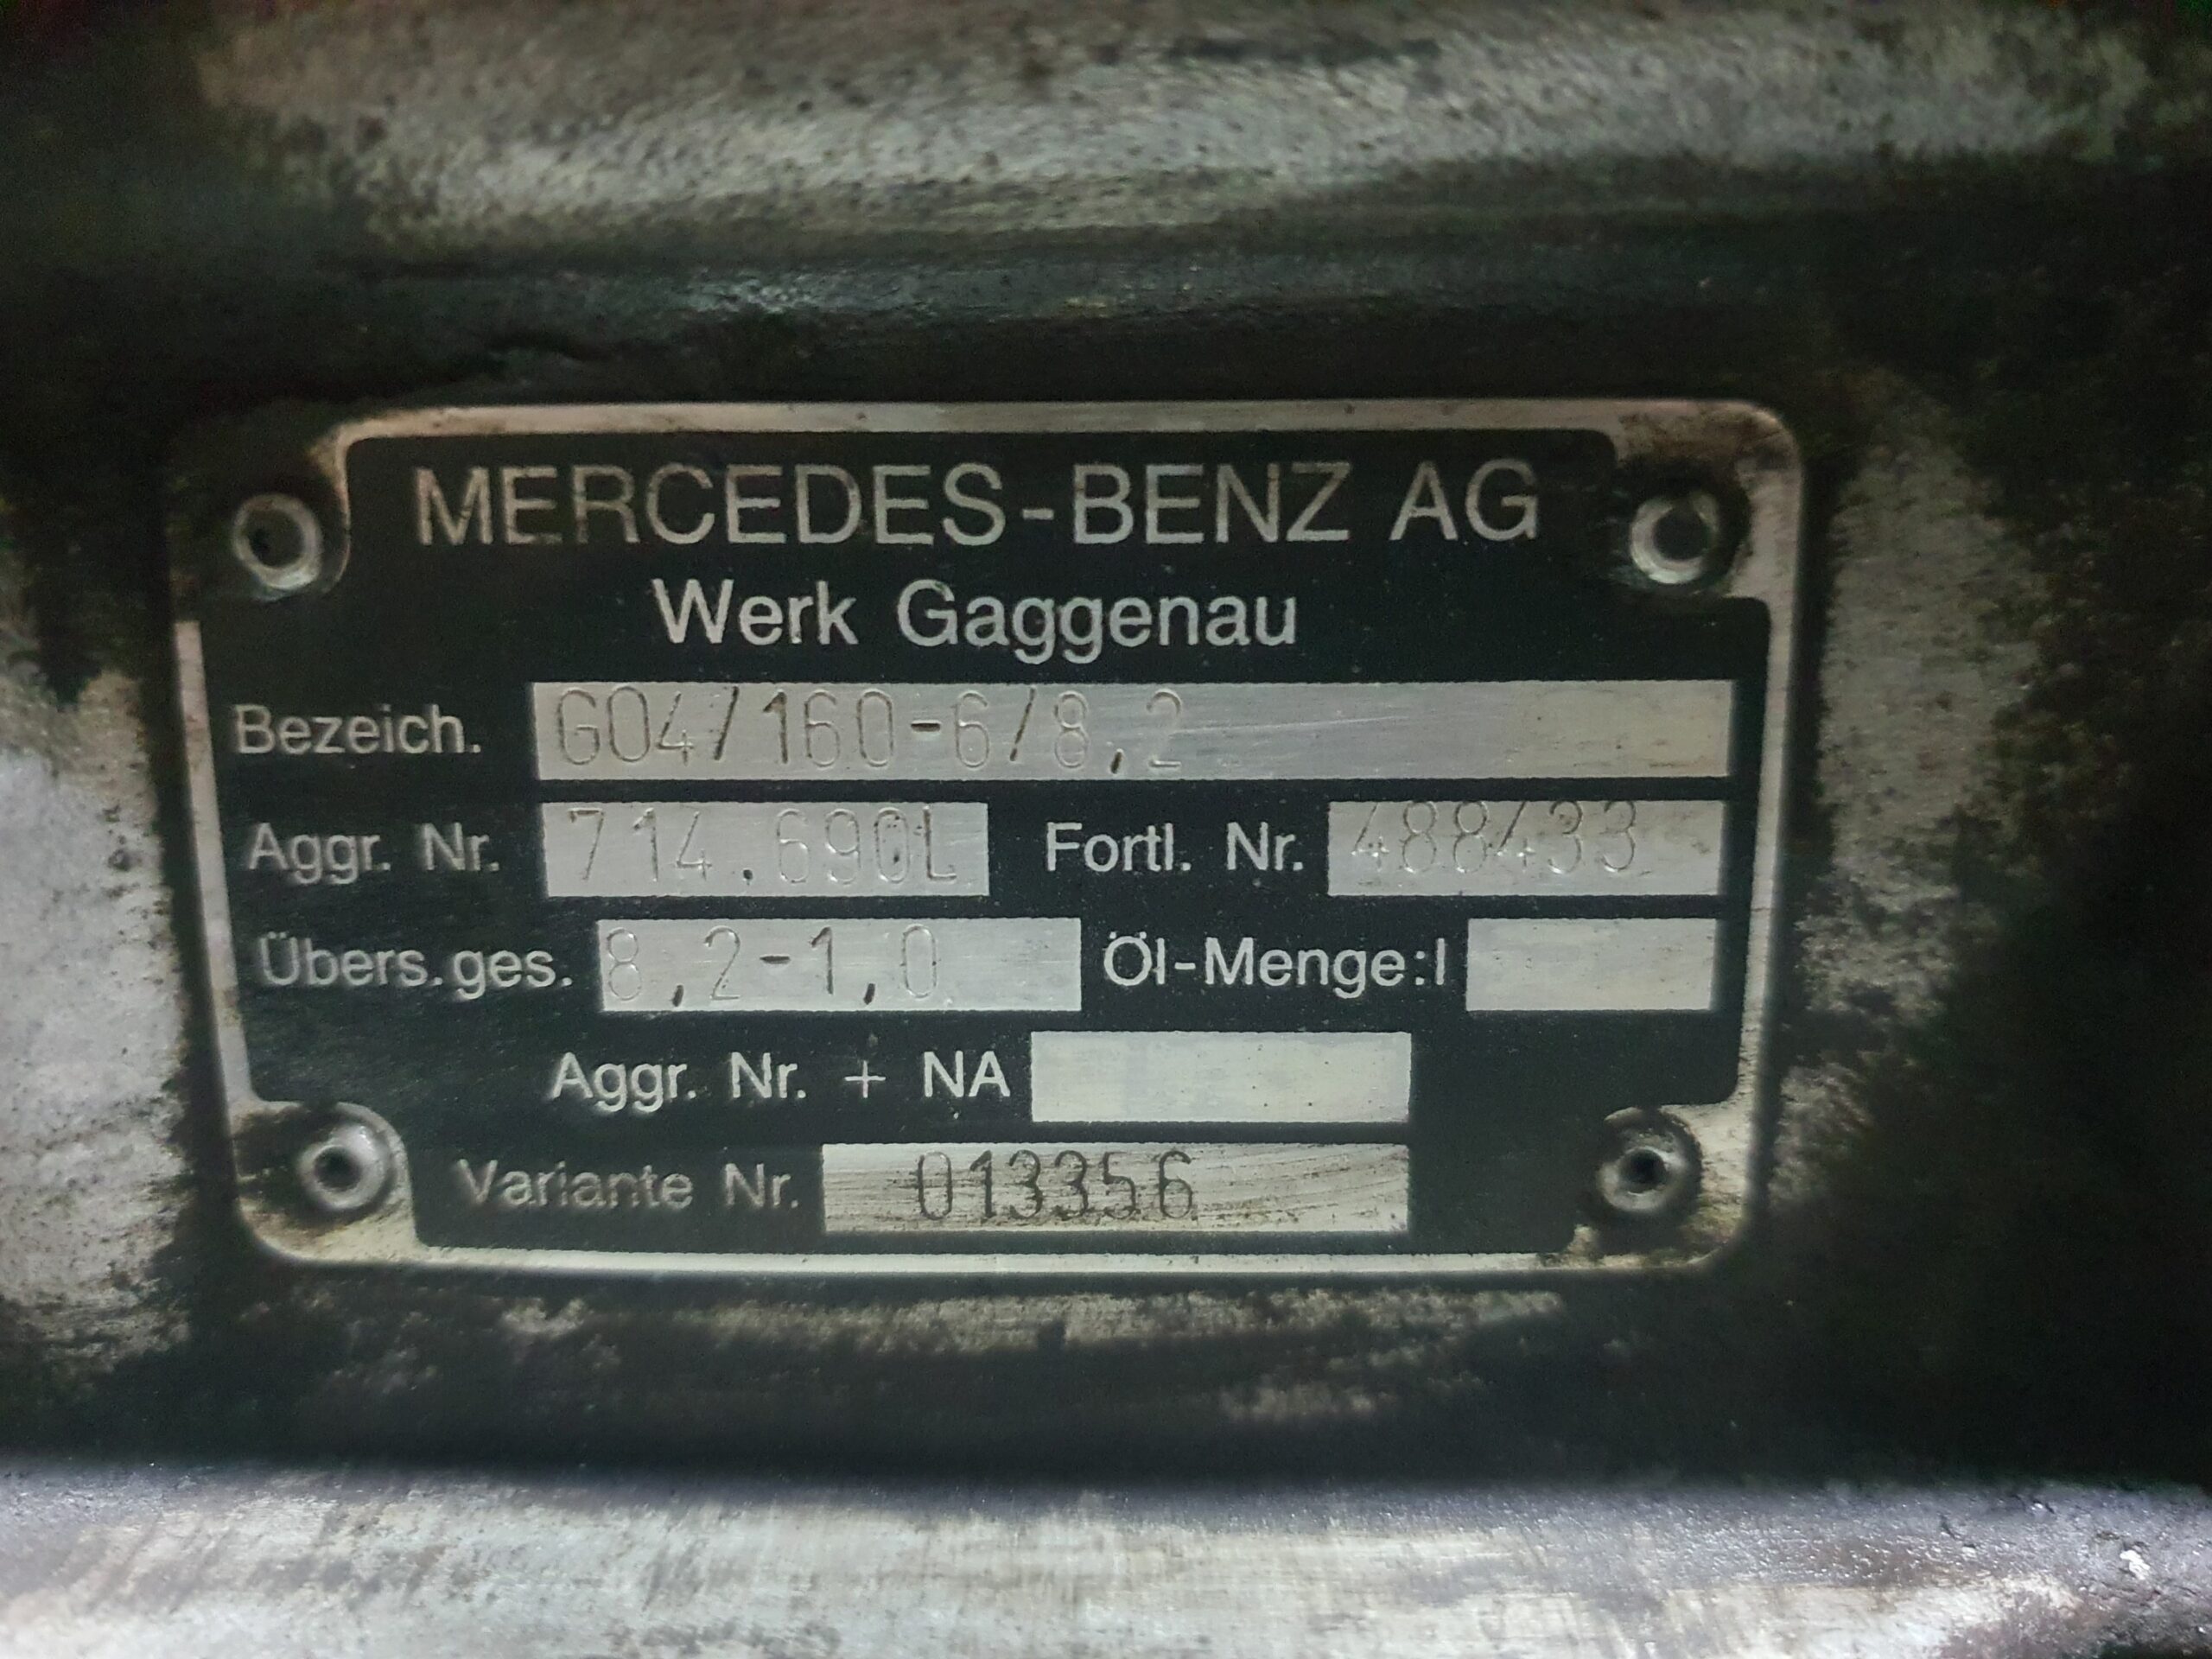 MERCEDES-BENZ AG
Werk Gaggenau
Bezeich. GO4/160-6/8,2
Aggr. Nr. 714.690L Fortl. Nr. 488433
Übers.ges. 8,2-1,0 Öl-Menge:l
Aggr. Nr. + NA
Variante Nr. 013356